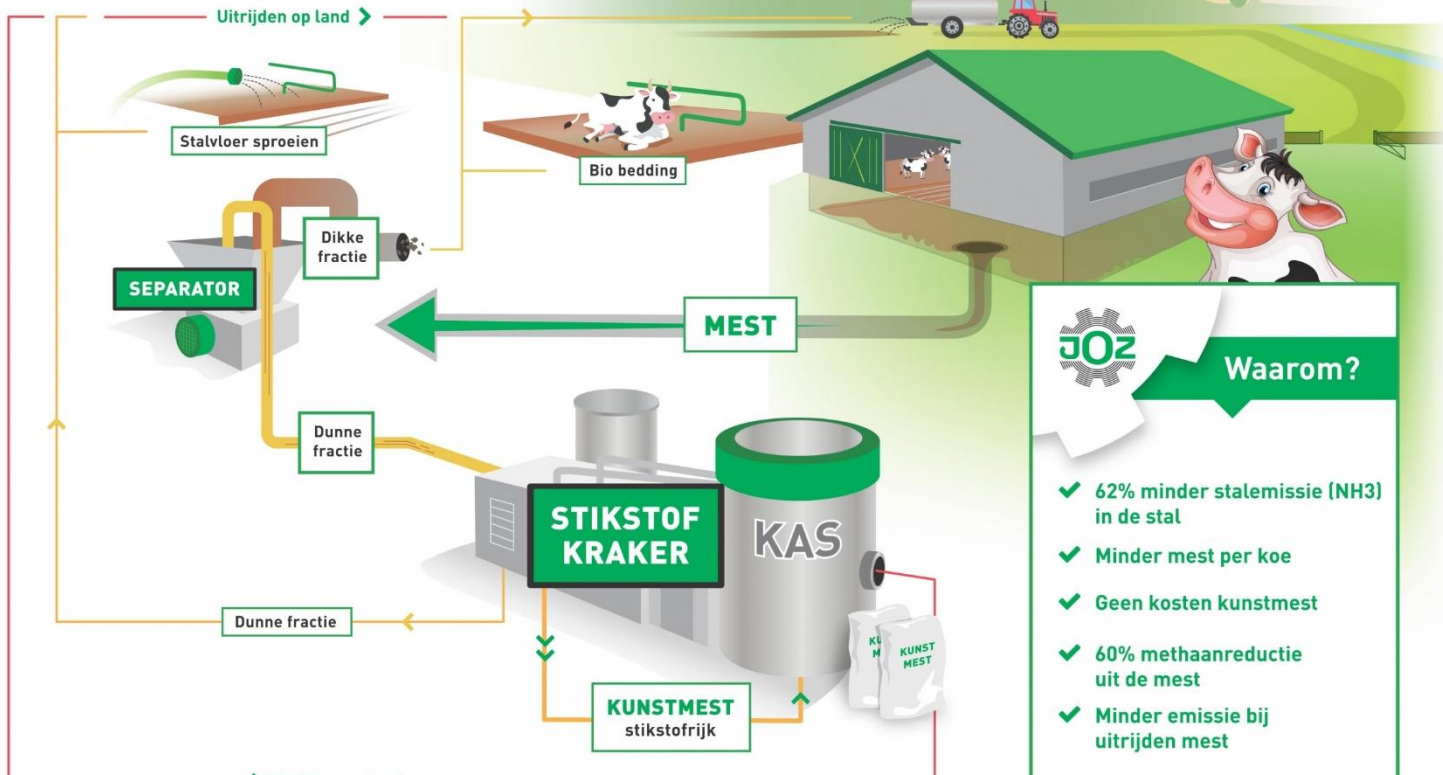 Uitrijden op land
Stalvloer sproeien
Bio bedding
Dikke
fractie
SEPARATOR
MEST
JOZ
Waarom?
Dunne
fractie
STIKSTOF
KRAKER
KAS
62% minder stalemissie (NH3)
in de stal
Minder mest per koe
Geen kosten kunstmest
60% methaanreductie
uit de mest
Minder emissie bij
uitrijden mest
Dunne fractie
KUNST
MEST
KUNSTMEST
stikstofrijk